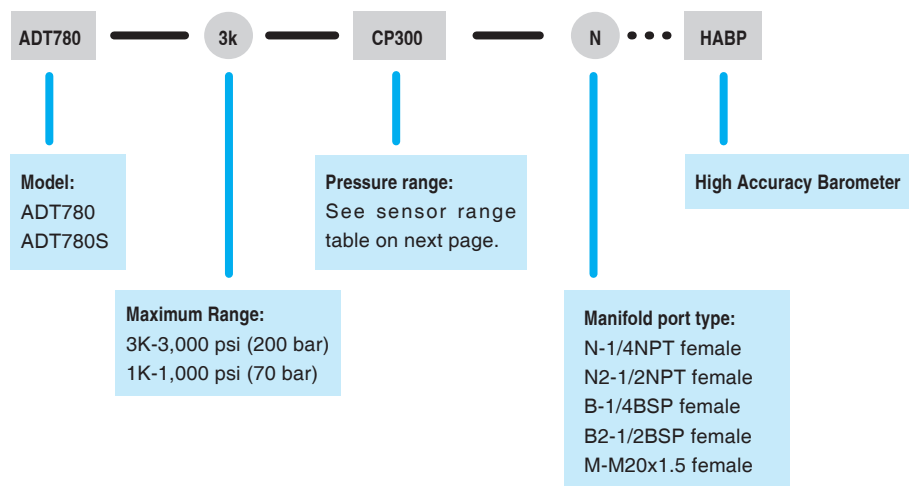 ADT780
3k
CP300
N
HABP
Model:
ADT780
ADT780S
Pressure range:
See sensor range
table on next page.
High Accuracy Barometer
Maximum Range:
3K-3,000 psi (200 bar)
1K-1,000 psi (70 bar)
Manifold port type:
N-1/4NPT female
N2-1/2NPT female
B-1/4BSP female
B2-1/2BSP female
M-M20x1.5 female